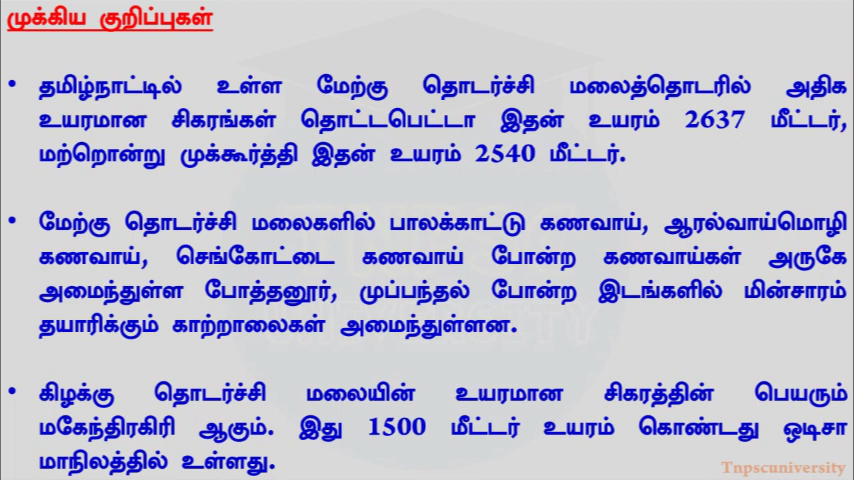 முக்கிய குறிப்புகள்
• தமிழ்நாட்டில் உள்ள மேற்கு தொடர்ச்சி மலைத்தொடரில் அதிக
உயரமான சிகரங்கள் தொட்டபெட்டா இதன் உயரம் 2637 மீட்டர்,
மற்றொன்று முக்கூர்த்தி இதன் உயரம் 2540 மீட்டர்.
• மேற்கு தொடர்ச்சி மலைகளில் பாலக்காட்டு கணவாய், ஆரல்வாய்மொழி
கணவாய், செங்கோட்டை கணவாய் போன்ற கணவாய்கள் அருகே
அமைந்துள்ள போத்தனூர், முப்பந்தல் போன்ற இடங்களில் மின்சாரம்
தயாரிக்கும் காற்றாலைகள் அமைந்துள்ளன.
• கிழக்கு தொடர்ச்சி மலையின் உயரமான சிகரத்தின் பெயரும்
மகேந்திரகிரி ஆகும். இது 1500 மீட்டர் உயரம் கொண்டது ஒடிசா
மாநிலத்தில் உள்ளது.
Tnpscuniversity